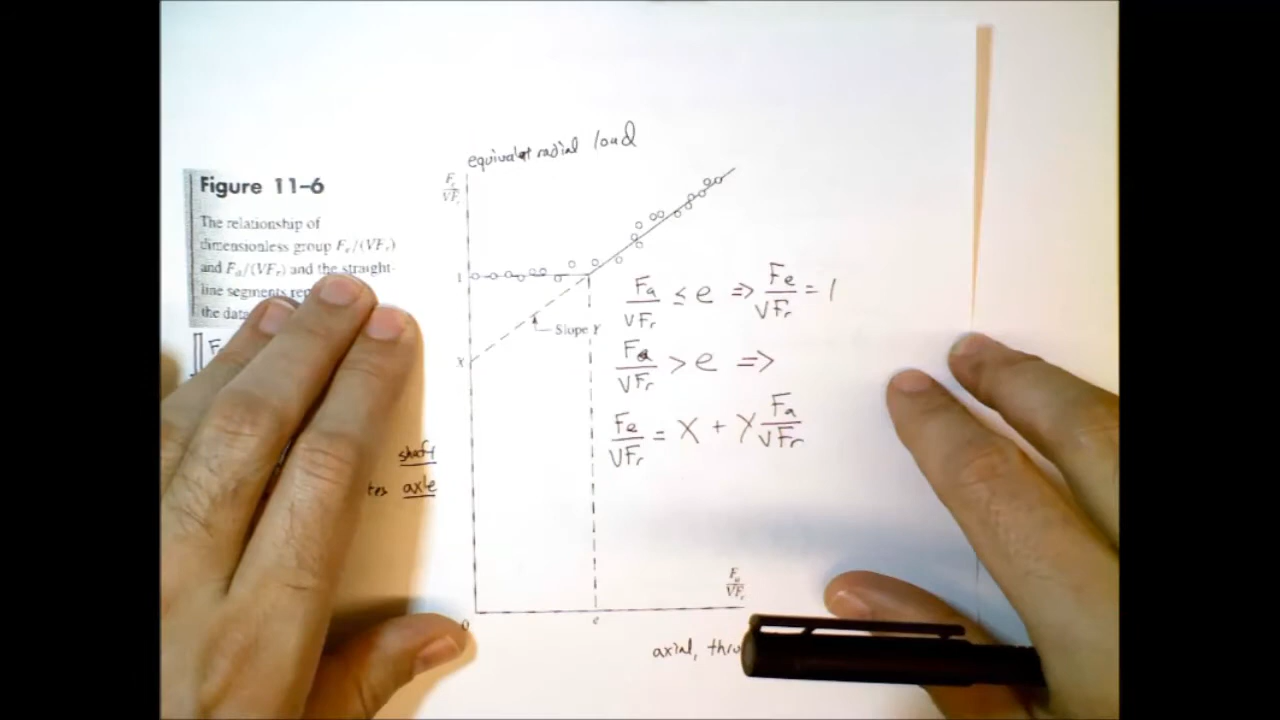 equivalent radial load
Figure 11–6
The relationship of
dimensionless group Fe/(VFr)
and Fa/(VFr) and the straight-
line segments
the data
Fe
VFr
1
X
Slope Y
Fa/VFr ≤ e ⇒ Fe/VFr = 1
Fa/VFr > e ⇒
Fe/VFr = X + Y Fa/VFr
shaft
axle
Fa
VFr
0
e
axial,